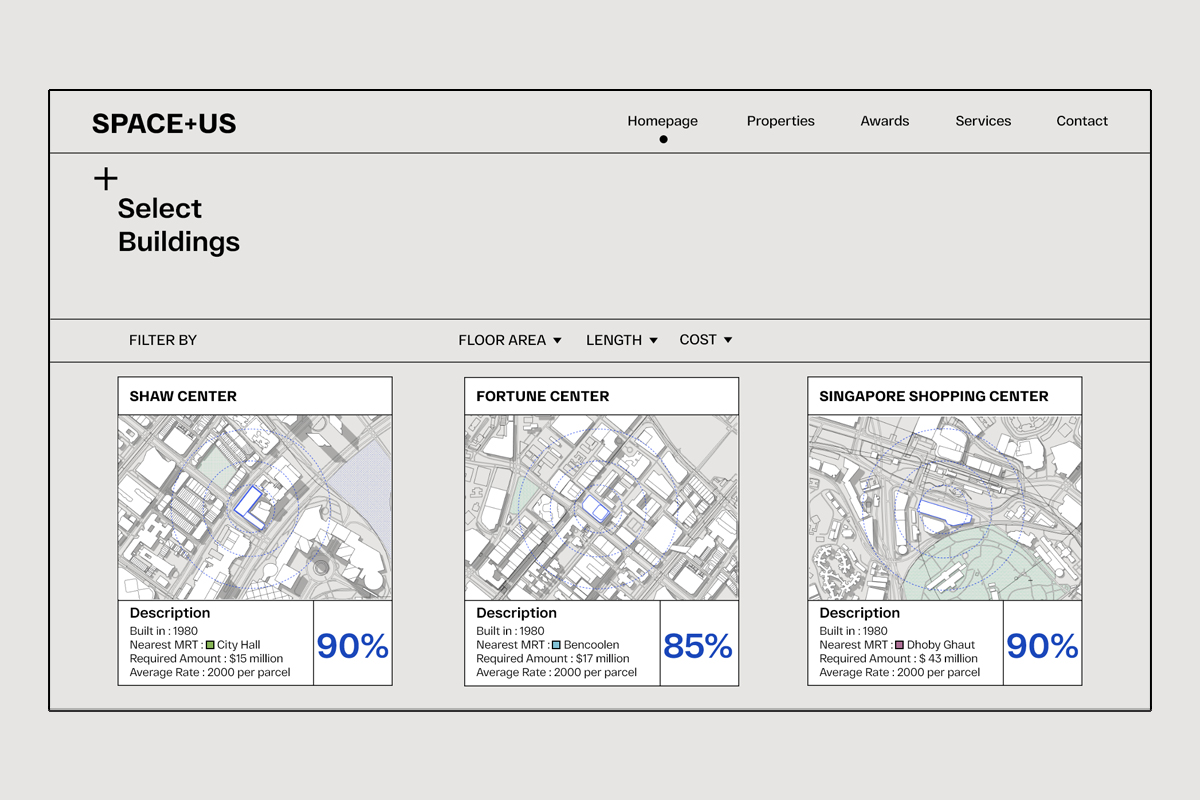 SPACE+US
Homepage
Properties
Awards
Services
Contact
+
Select
Buildings
FILTER BY
FLOOR AREA
LENGTH
COST
SHAW CENTER
Description
Built in : 1980
Nearest MRT : City Hall
Required Amount : $15 million
Average Rate : 2000 per parcel
90%
FORTUNE CENTER
Description
Built in : 1980
Nearest MRT : Bencoolen
Required Amount : $17 million
Average Rate : 2000 per parcel
85%
SINGAPORE SHOPPING CENTER
Description
Built in : 1980
Nearest MRT : Dhoby Ghaut
Required Amount : $ 43 million
Average Rate : 2000 per parcel
90%